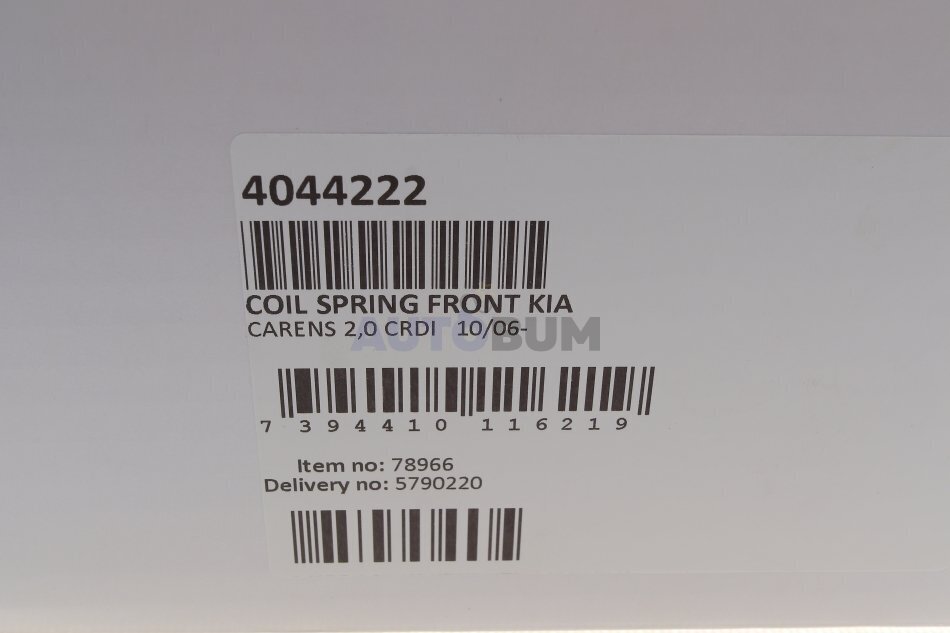 4044222
COIL SPRING FRONT KIA
CARENS 2,0 CRDI 10/06-
AUTOBUM
7 394410 116219
Item no: 78966
Delivery no: 5790220